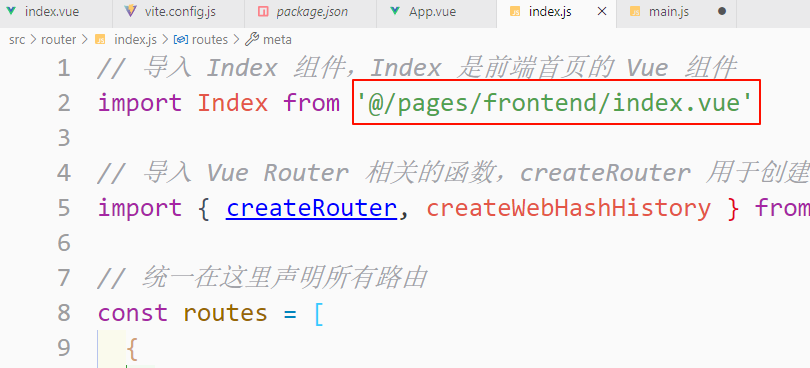 index.vue vite.config.js package.json App.vue index.js main.js
src > router > index.js > routes > meta
1 // 导入 Index 组件，Index 是前端首页的 Vue 组件
2 import Index from '@/pages/frontend/index.vue'
3
4 // 导入 Vue Router 相关的函数，createRouter 用于创建
5 import { createRouter, createWebHashHistory } from
6
7 // 统一在这里声明所有路由
8 const routes = [
9 {